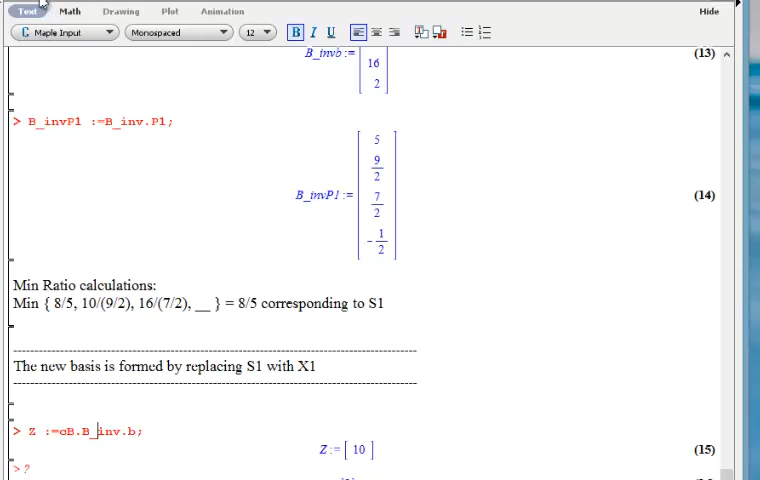 Text Math Drawing Plot Animation Hide
C Maple Input Monospaced 12 B I U
B_invb := [ 16 2 ] (13)
> B_invP1 :=B_inv.P1;
B_invP1 := [ 5 9/2 7/2 -1/2 ] (14)
Min Ratio calculations:
Min { 8/5, 10/(9/2), 16/(7/2), __ } = 8/5 corresponding to S1
----------------------------------------------------------------------------------------------------
The new basis is formed by replacing S1 with X1
----------------------------------------------------------------------------------------------------
> Z :=cB.B_inv.b;
Z := [ 10 ] (15)
> ?